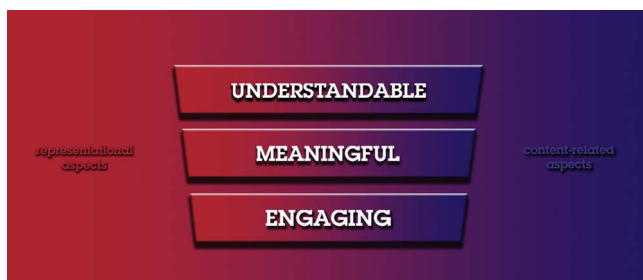 UNDERSTANDABLE
representational
aspects
MEANINGFUL
content-related
aspects
ENGAGING